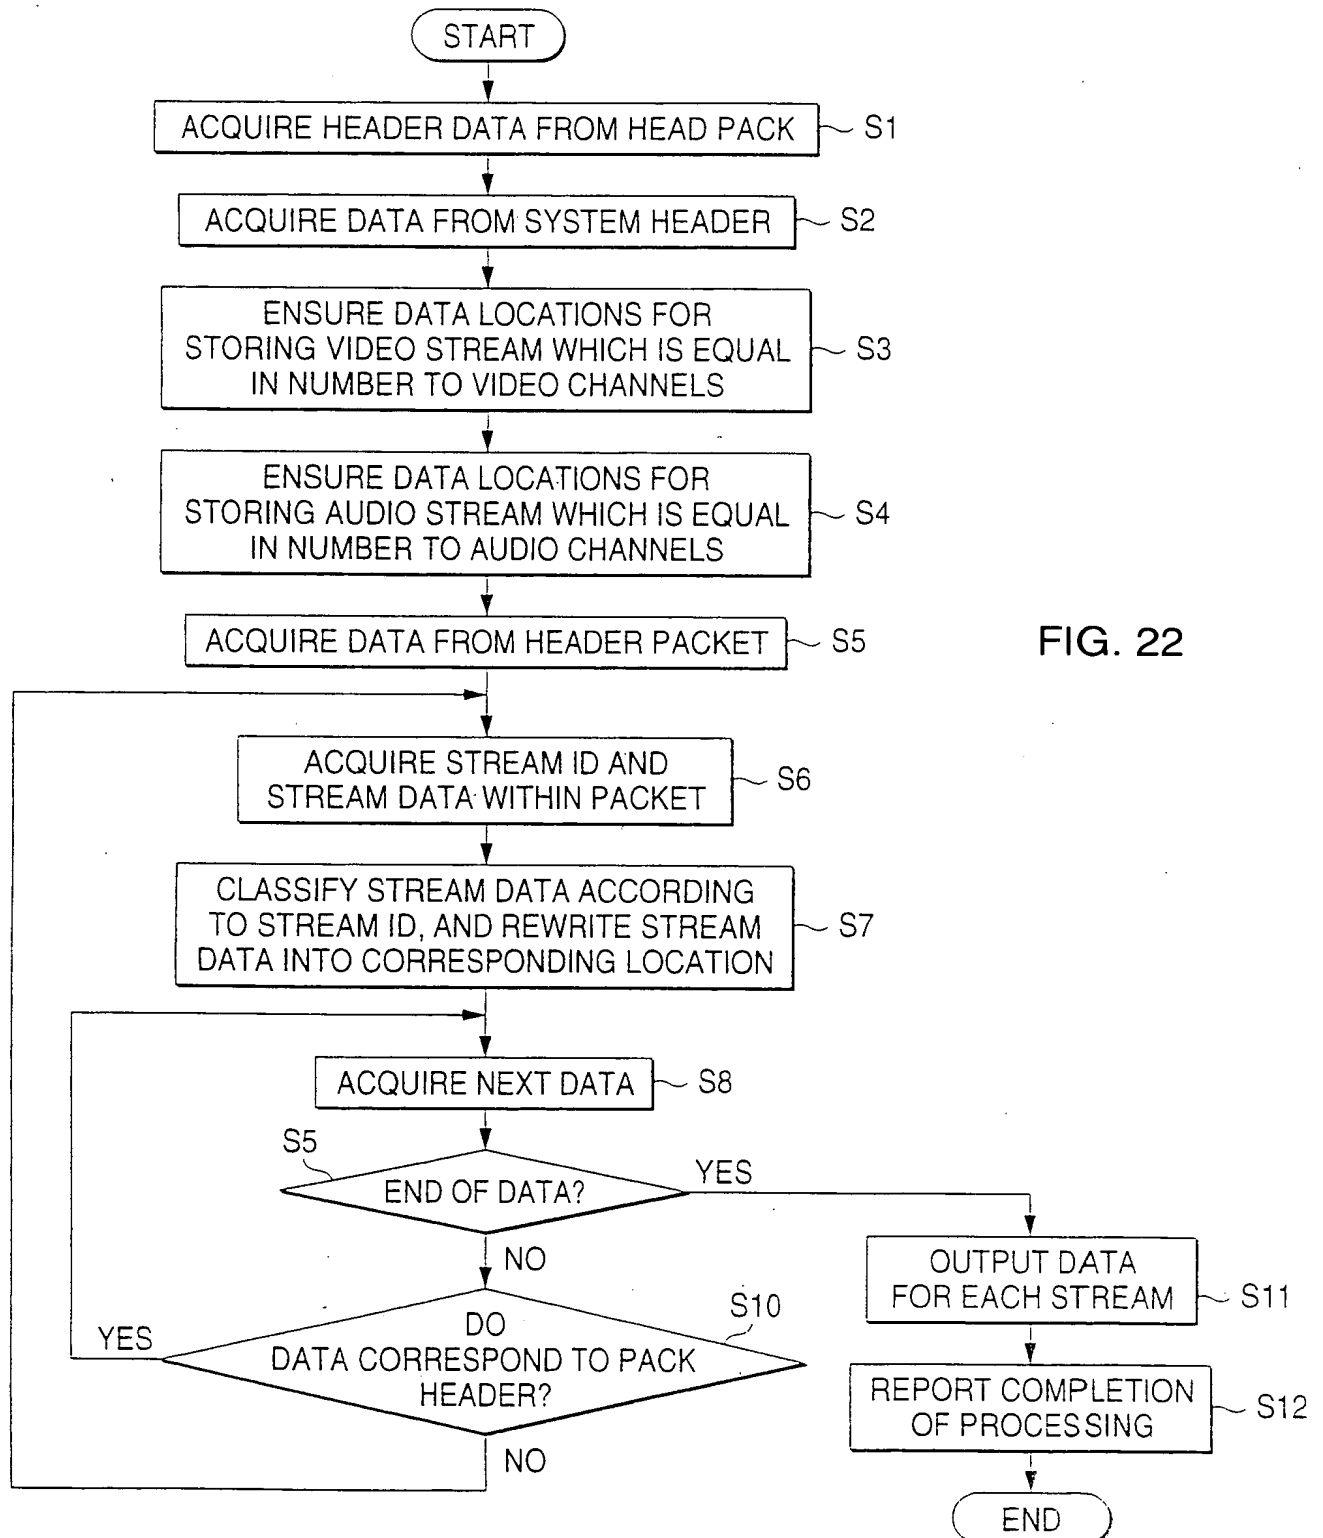 START
ACQUIRE HEADER DATA FROM HEAD PACK
S1
ACQUIRE DATA FROM SYSTEM HEADER
S2
ENSURE DATA LOCATIONS FOR
STORING VIDEO STREAM WHICH IS EQUAL
IN NUMBER TO VIDEO CHANNELS
S3
ENSURE DATA LOCATIONS FOR
STORING AUDIO STREAM WHICH IS EQUAL
IN NUMBER TO AUDIO CHANNELS
S4
ACQUIRE DATA FROM HEADER PACKET
S5
FIG. 22
ACQUIRE STREAM ID AND
STREAM DATA WITHIN PACKET
S6
CLASSIFY STREAM DATA ACCORDING
TO STREAM ID, AND REWRITE STREAM
DATA INTO CORRESPONDING LOCATION
S7
ACQUIRE NEXT DATA
S8
S5
END OF DATA?
YES
NO
OUTPUT DATA
FOR EACH STREAM
S11
S10
DO
DATA CORRESPOND TO PACK
HEADER?
YES
NO
REPORT COMPLETION
OF PROCESSING
S12
END